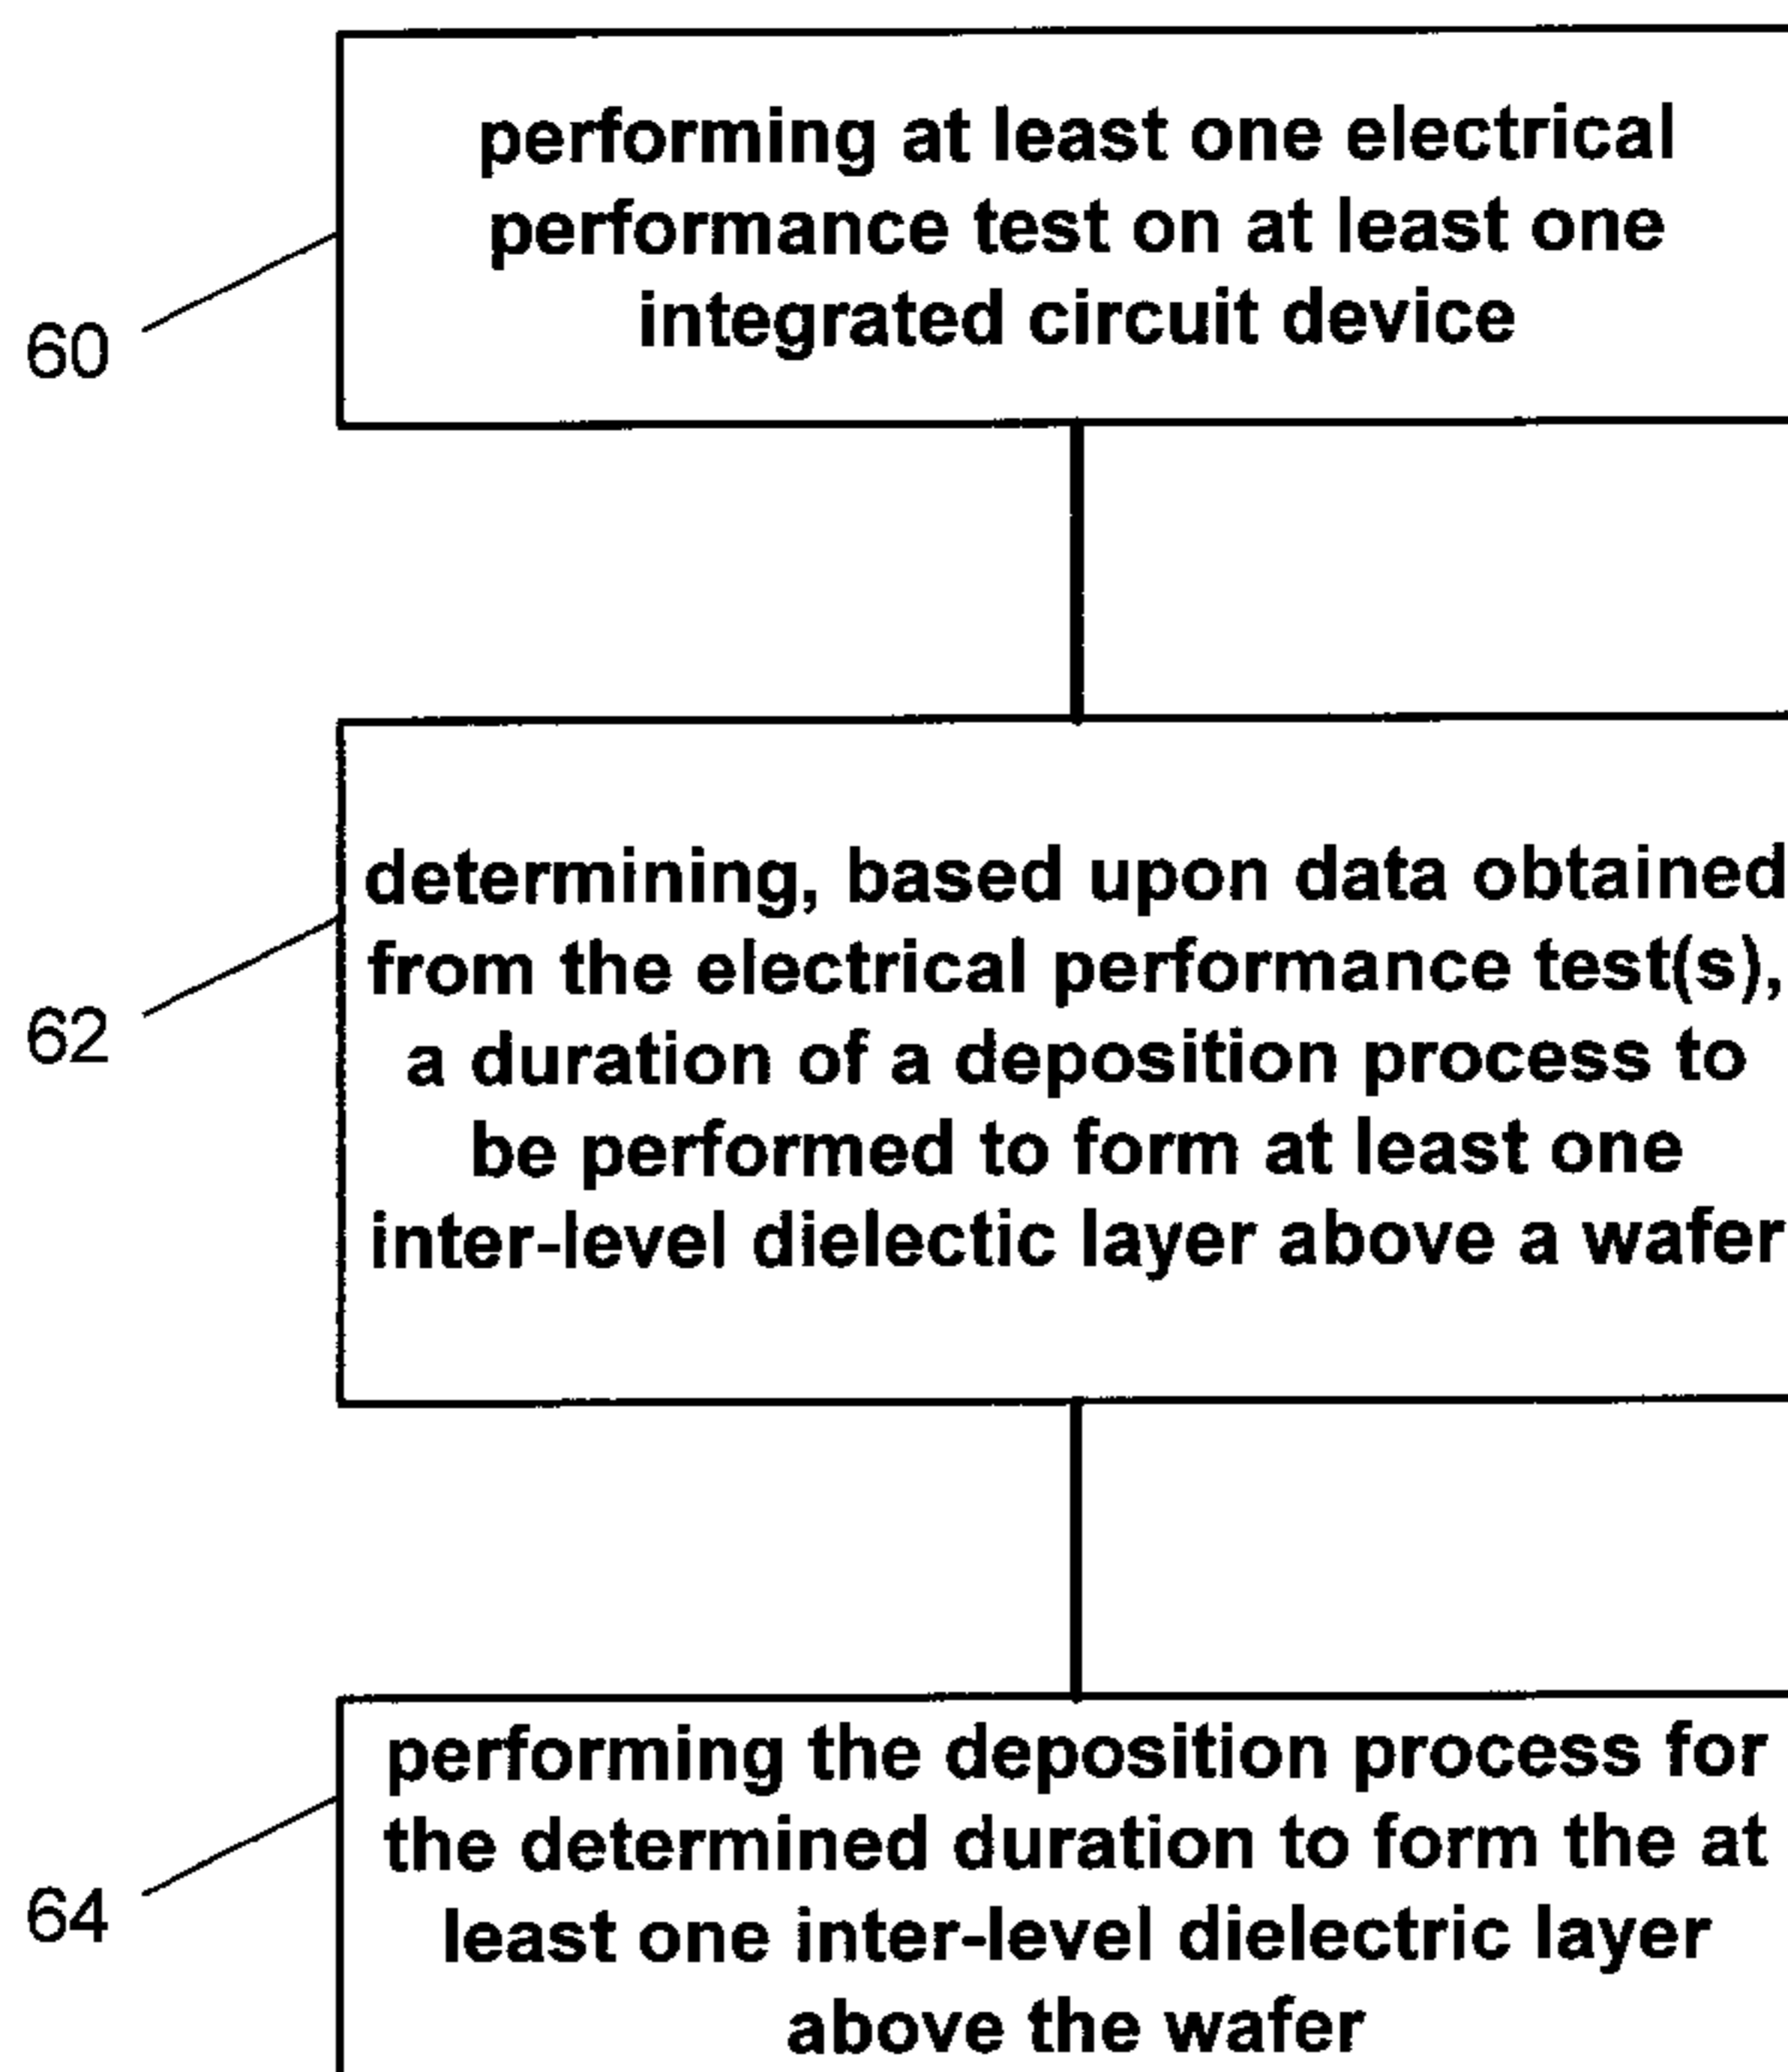 performing at least one electrical
performance test on at least one
integrated circuit device
60
determining, based upon data obtained
from the electrical performance test(s),
a duration of a deposition process to
be performed to form at least one
inter-level dielectic layer above a wafer
62
performing the deposition process for
the determined duration to form the at
least one inter-level dielectric layer
above the wafer
64